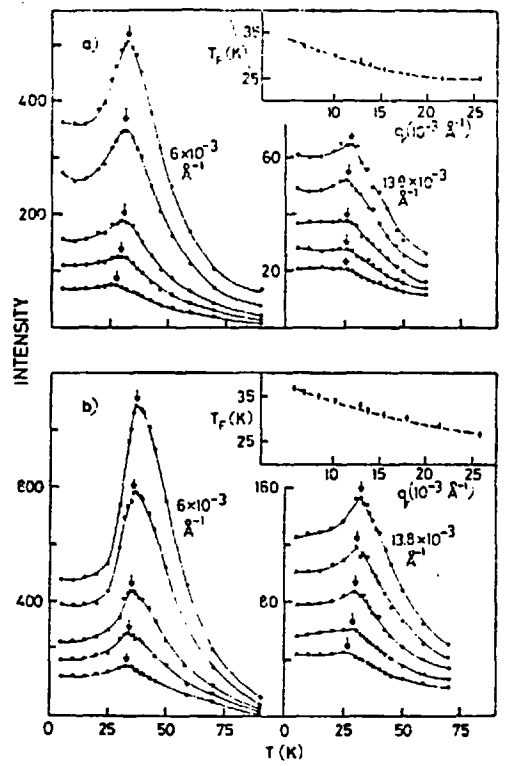 a)
INTENSITY
400
200
6×10⁻³
Å⁻¹
T_F (K)
35
25
10 15 20 25
q(10⁻³ Å⁻¹)
60
20
13.8×10⁻³
Å⁻¹
b)
800
400
6×10⁻³
Å⁻¹
T_F (K)
35
25
10 15 20 25
q(10⁻³ Å⁻¹)
160
80
13.8×10⁻³
Å⁻¹
0 25 50 75 0 25 50 75
T (K)